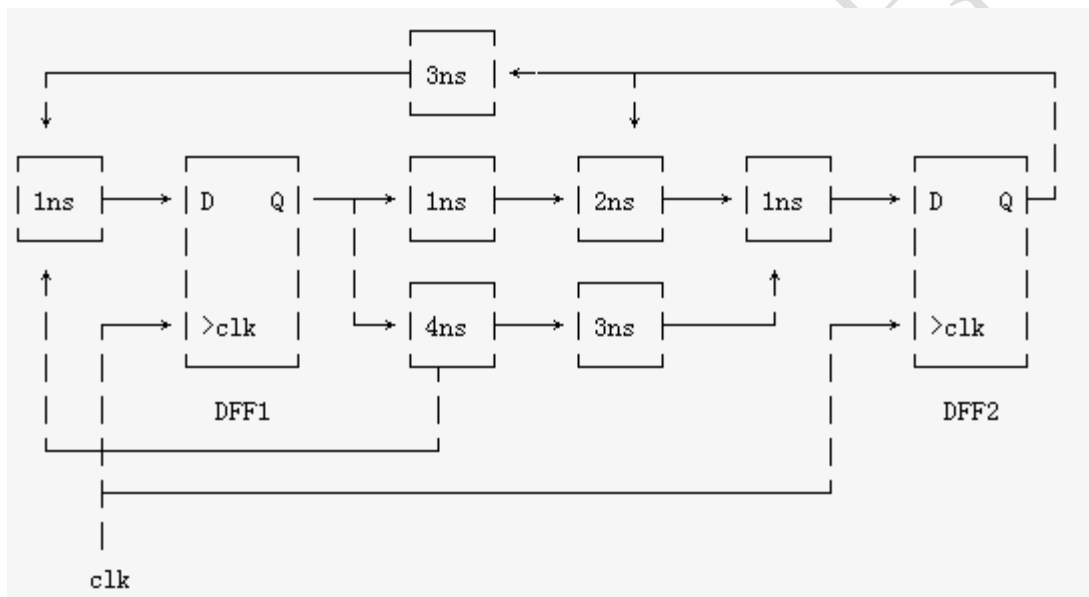 3ns
1ns D Q 1ns 2ns 1ns D Q
>clk 4ns 3ns >clk
DFF1 DFF2
clk